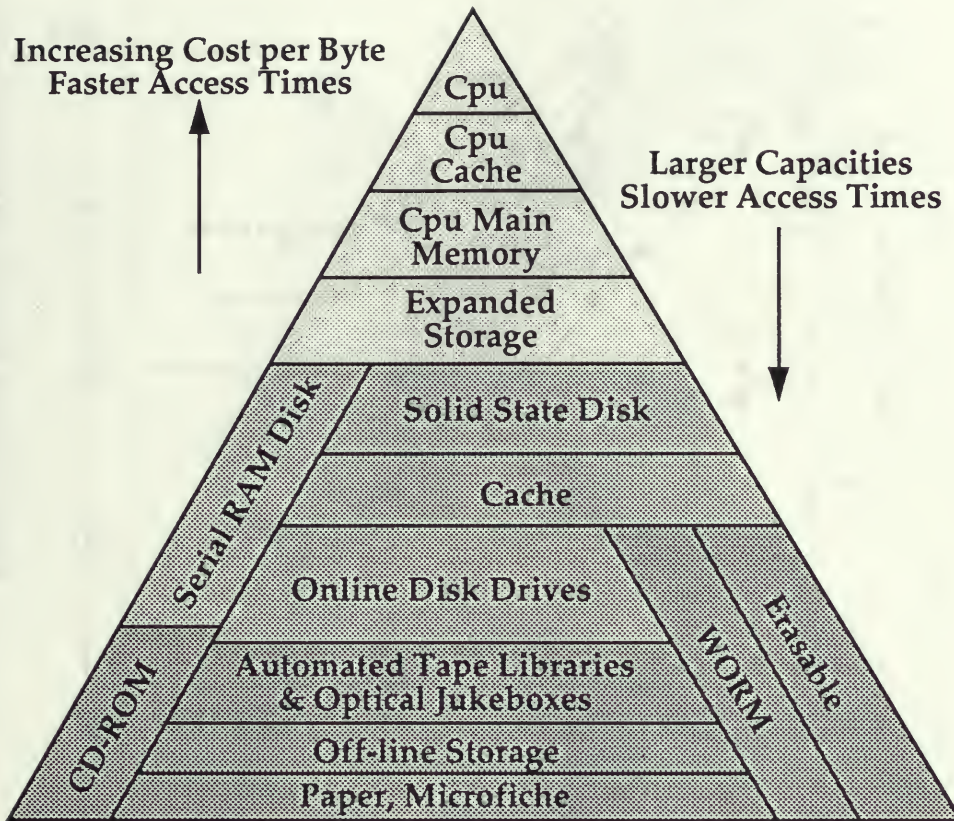 Increasing Cost per Byte
Faster Access Times
Larger Capacities
Slower Access Times
Cpu
Cpu
Cache
Cpu Main
Memory
Expanded
Storage
Serial RAM Disk
Solid State Disk
Cache
Online Disk Drives
Automated Tape Libraries
& Optical Jukeboxes
Off-line Storage
Paper, Microfiche
CD-ROM
WORM
Erasable